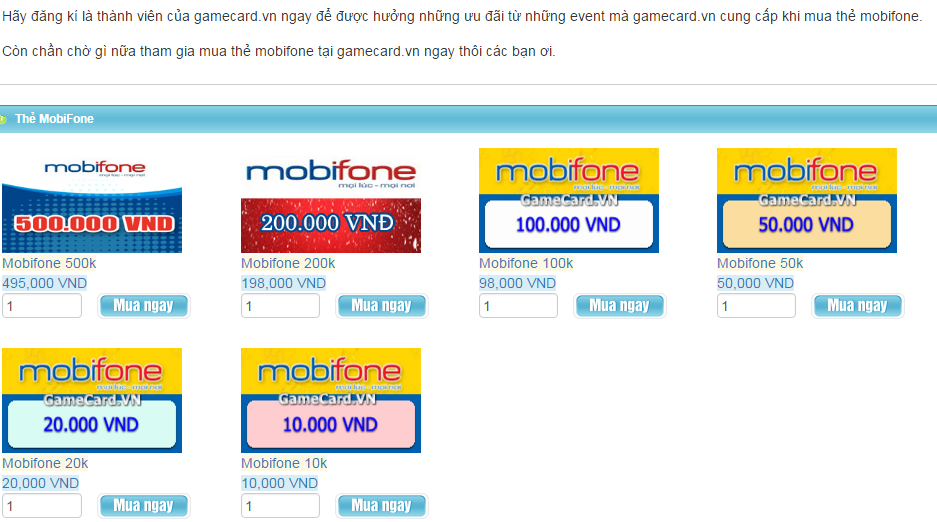 Hãy đăng kí là thành viên của gamecard.vn ngay để được hưởng những ưu đãi từ những event mà gamecard.vn cung cấp khi mua thẻ mobifone.
Còn chần chờ gì nữa tham gia mua thẻ mobifone tại gamecard.vn ngay thôi các bạn ơi.
Thẻ MobiFone
mobifone
mọi lúc - mọi nơi
500.000 VND
Mobifone 500k
495,000 VND
1
Mua ngay
mobifone
mọi lúc - mọi nơi
200.000 VNĐ
Mobifone 200k
198,000 VND
1
Mua ngay
mobifone
mọi lúc - mọi nơi
GameCard.VN
100.000 VND
Mobifone 100k
98,000 VND
1
Mua ngay
mobifone
mọi lúc - mọi nơi
GameCard.VN
50.000 VND
Mobifone 50k
50,000 VND
1
Mua ngay
mobifone
mọi lúc - mọi nơi
GameCard.VN
20.000 VND
Mobifone 20k
20,000 VND
1
Mua ngay
mobifone
mọi lúc - mọi nơi
GameCard.VN
10.000 VND
Mobifone 10k
10,000 VND
1
Mua ngay